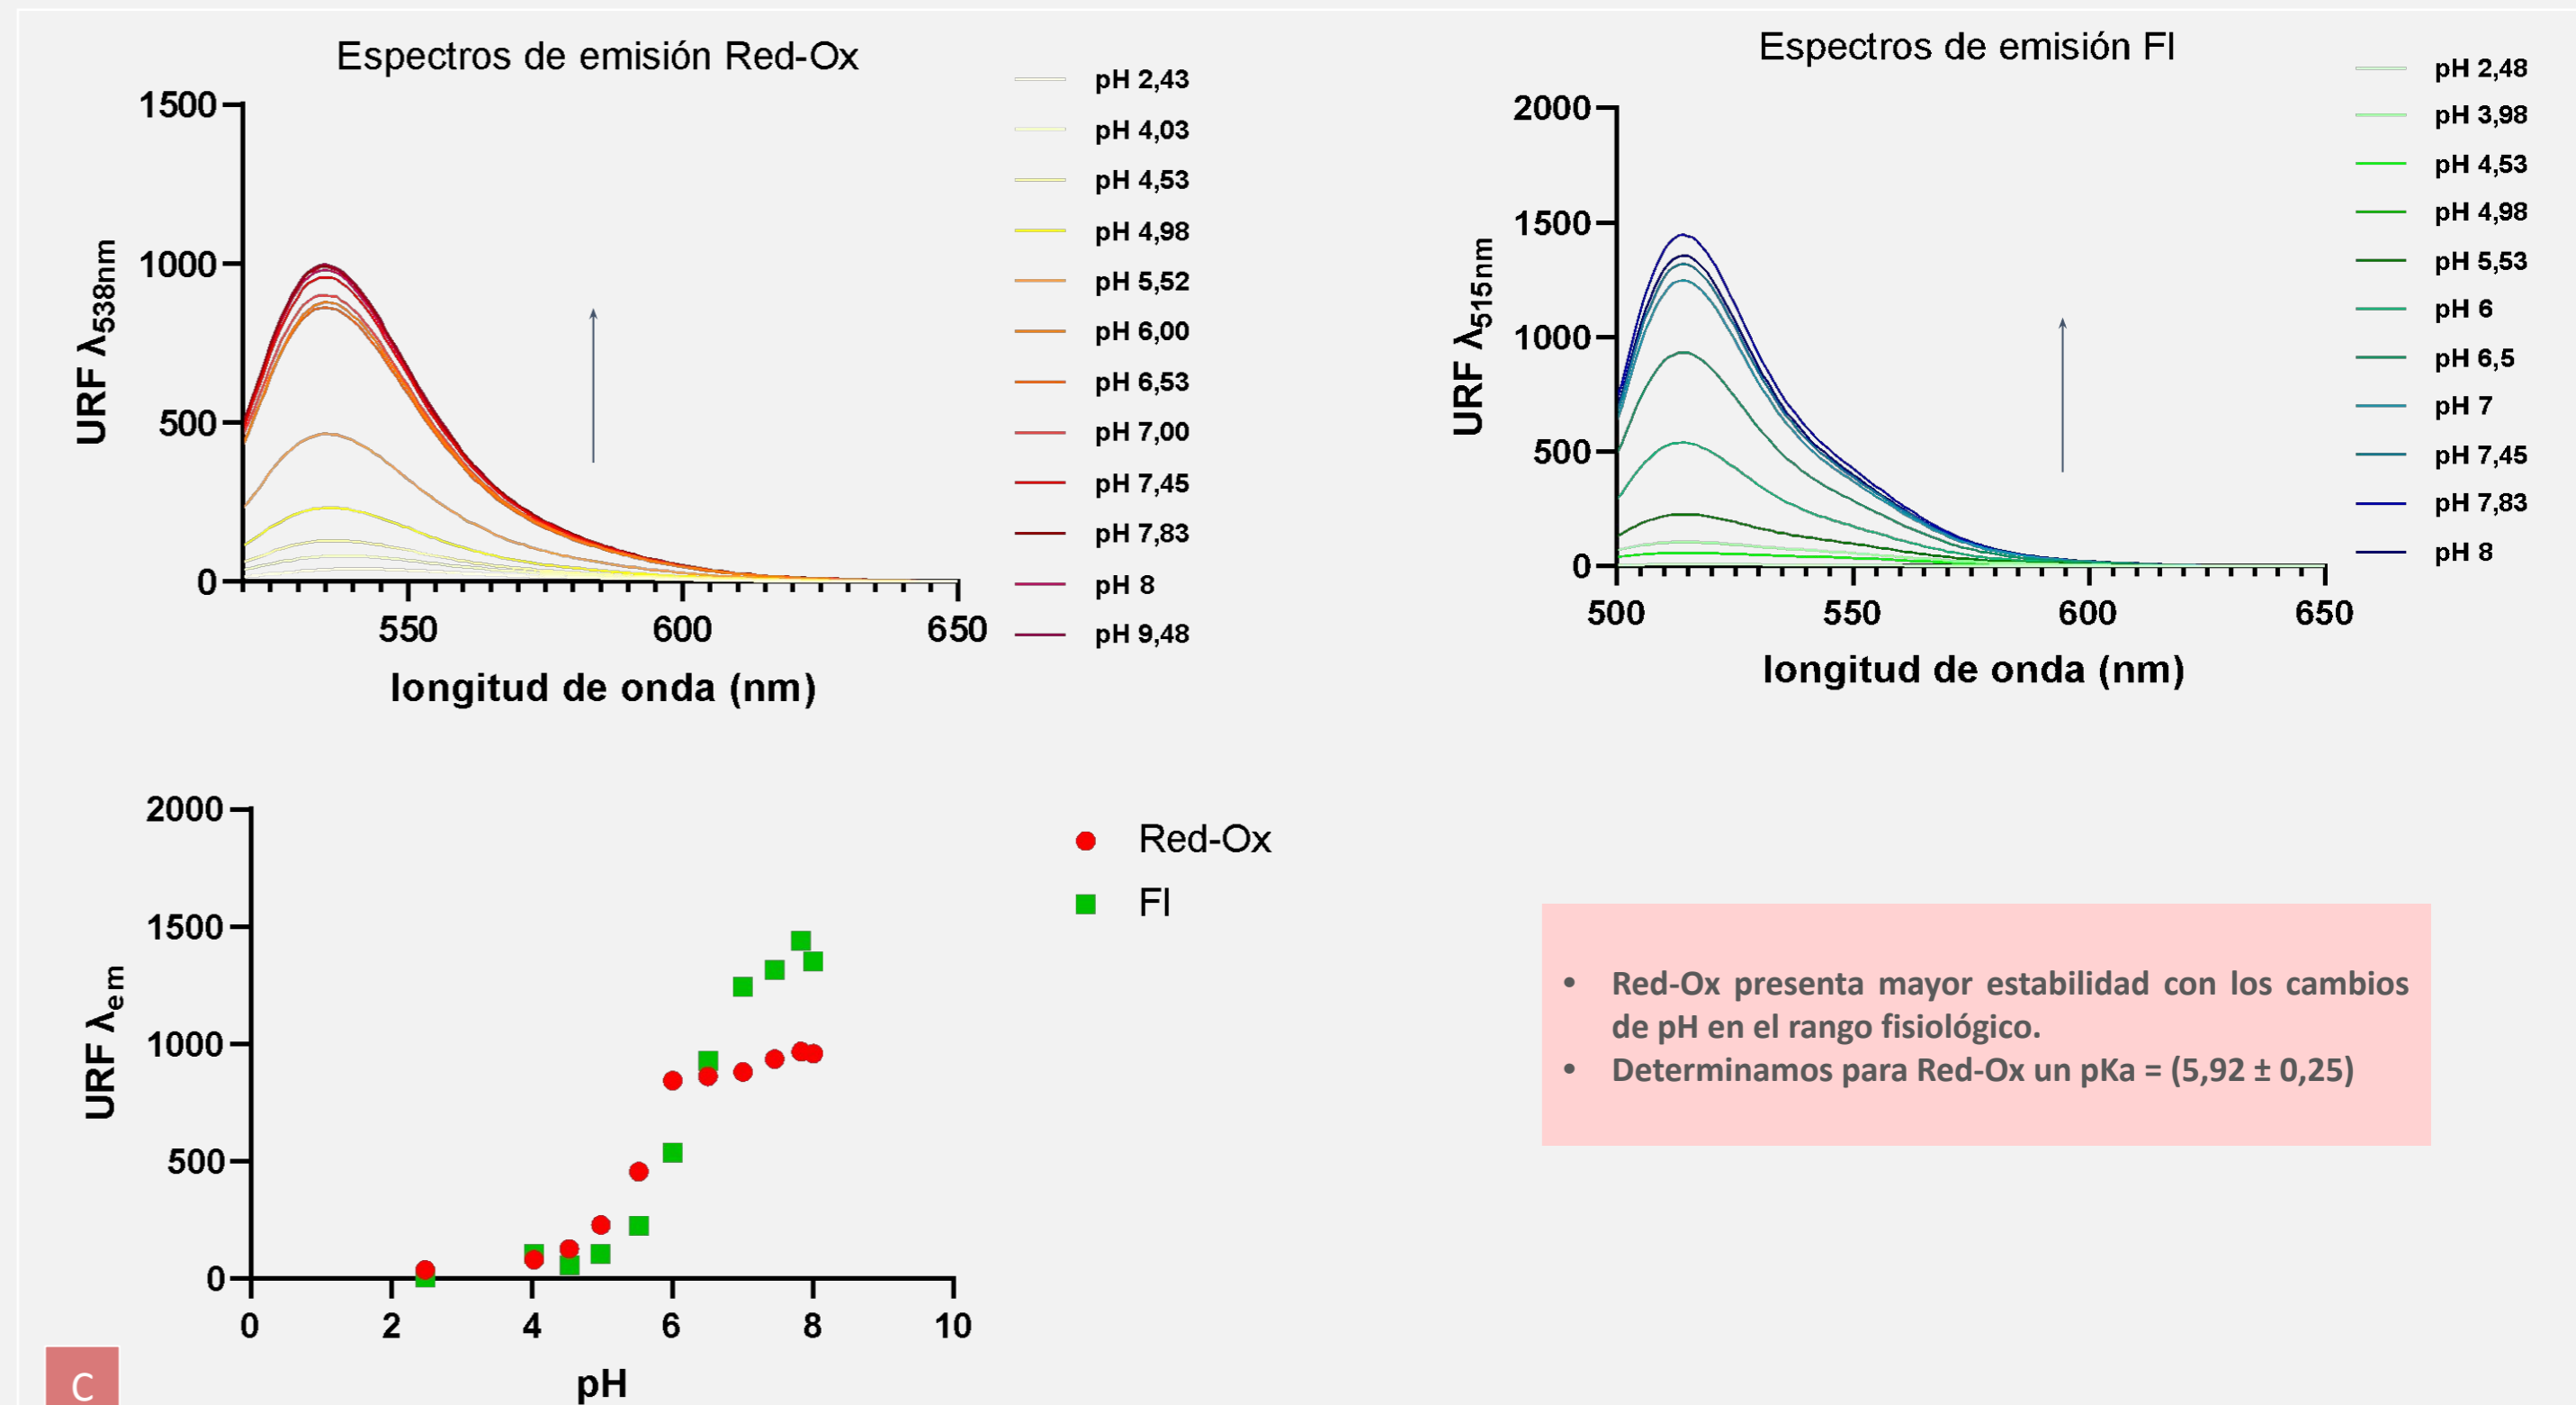 Espectros de emisión Red-Ox
1500
1000
500
0
550
600
650
URF λ538nm
longitud de onda (nm)
pH 2,43
pH 4,03
pH 4,53
pH 4,98
pH 5,52
pH 6,00
pH 6,53
pH 7,00
pH 7,45
pH 7,83
pH 8
pH 9,48
Espectros de emisión Fl
2000
1500
1000
500
0
500
550
600
650
URF λ515nm
longitud de onda (nm)
pH 2,48
pH 3,98
pH 4,53
pH 4,98
pH 5,53
pH 6
pH 6,5
pH 7
pH 7,45
pH 7,83
pH 8
2000
1500
1000
500
0
0
2
4
6
8
10
URF λem
pH
Red-Ox
Fl
• Red-Ox presenta mayor estabilidad con los cambios
de pH en el rango fisiológico.
• Determinamos para Red-Ox un pKa = (5,92 ± 0,25)
C